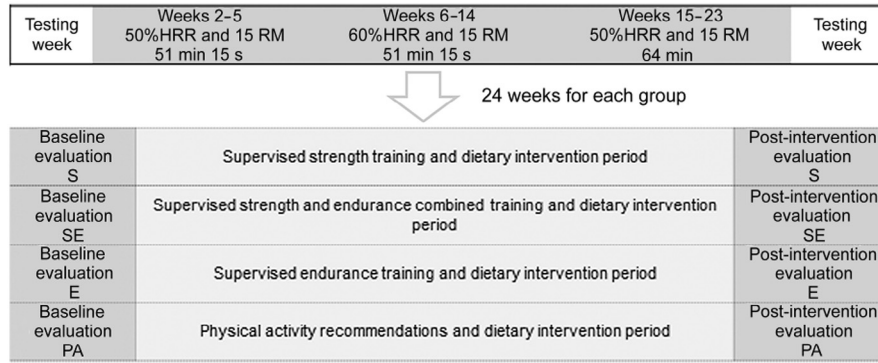 Testing
week
Weeks 2–5
50%HRR and 15 RM
51 min 15 s
Weeks 6–14
60%HRR and 15 RM
51 min 15 s
Weeks 15–23
50%HRR and 15 RM
64 min
Testing
week
24 weeks for each group
Baseline
evaluation
S
Supervised strength training and dietary intervention period
Post-intervention
evaluation
S
Baseline
evaluation
SE
Supervised strength and endurance combined training and dietary intervention
period
Post-intervention
evaluation
SE
Baseline
evaluation
E
Supervised endurance training and dietary intervention period
Post-intervention
evaluation
E
Baseline
evaluation
PA
Physical activity recommendations and dietary intervention period
Post-intervention
evaluation
PA